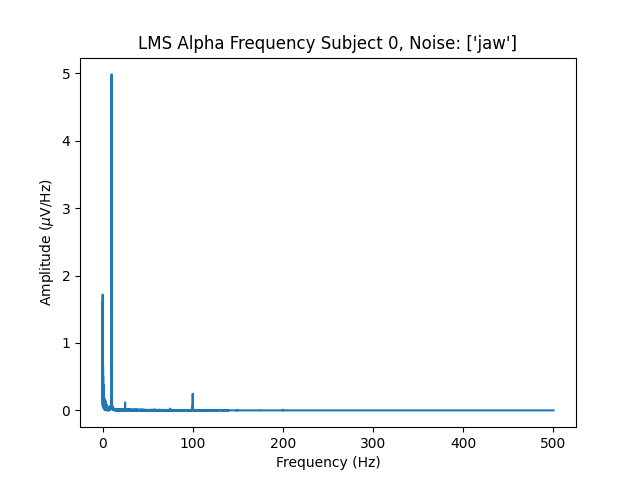 LMS Alpha Frequency Subject 0, Noise: ['jaw']
5
4
3
2
1
0
Amplitude (μV/Hz)
0 100 200 300 400 500
Frequency (Hz)